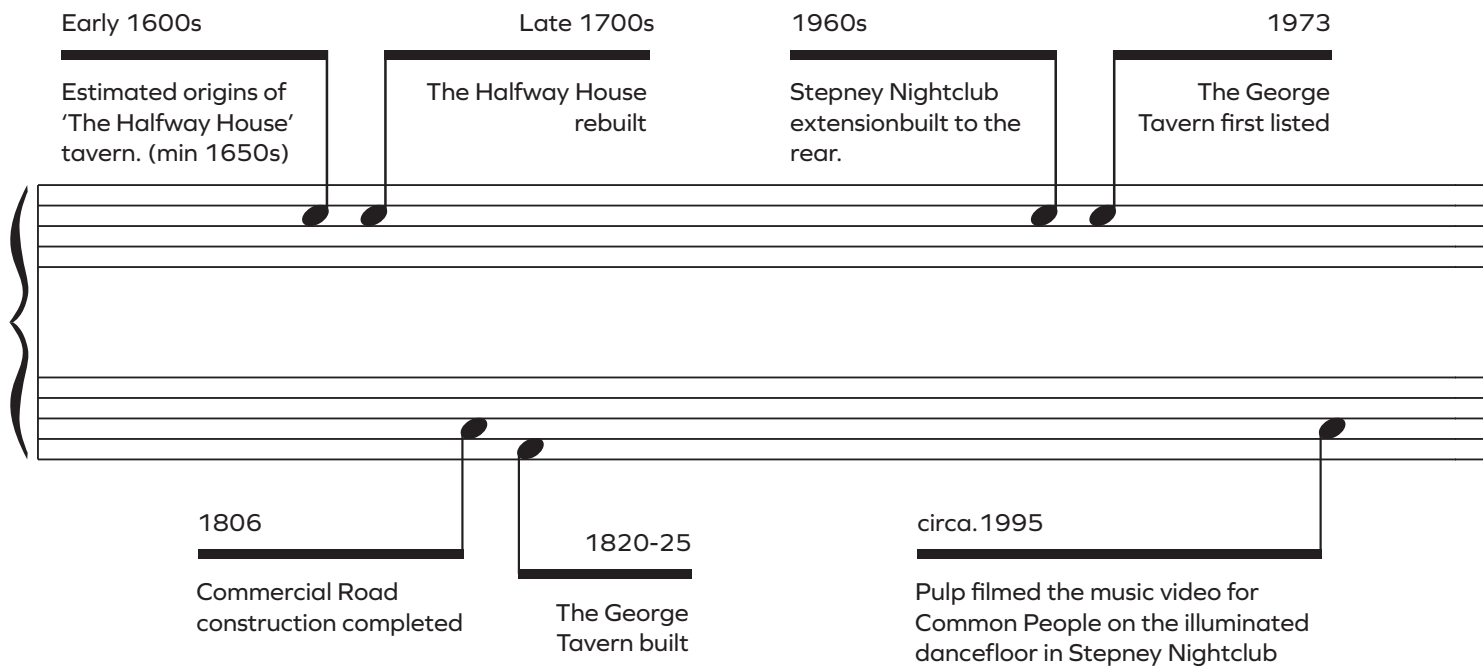 Early 1600s
Estimated origins of
‘The Halfway House’
tavern. (min 1650s)
Late 1700s
The Halfway House
rebuilt
1960s
Stepney Nightclub
extensionbuilt to the
rear.
1973
The George
Tavern first listed
1806
Commercial Road
construction completed
1820-25
The George
Tavern built
circa.1995
Pulp filmed the music video for
Common People on the illuminated
dancefloor in Stepney Nightclub